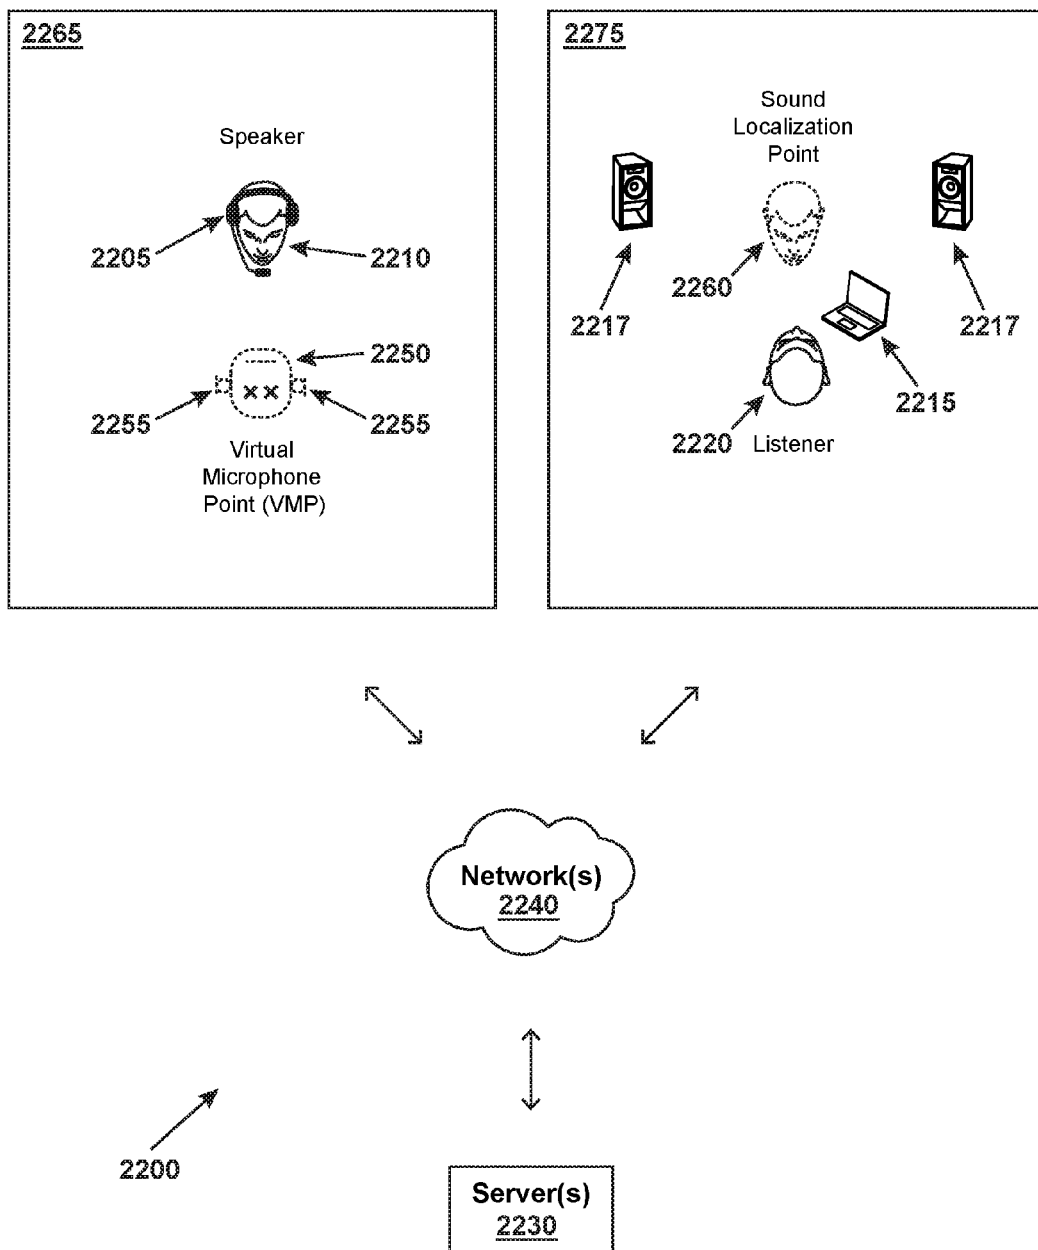 2265
Speaker
2205
2210
2250
2255
2255
Virtual
Microphone
Point (VMP)
2275
Sound
Localization
Point
2217
2260
2217
2215
2220
Listener
Network(s)
2240
2200
Server(s)
2230